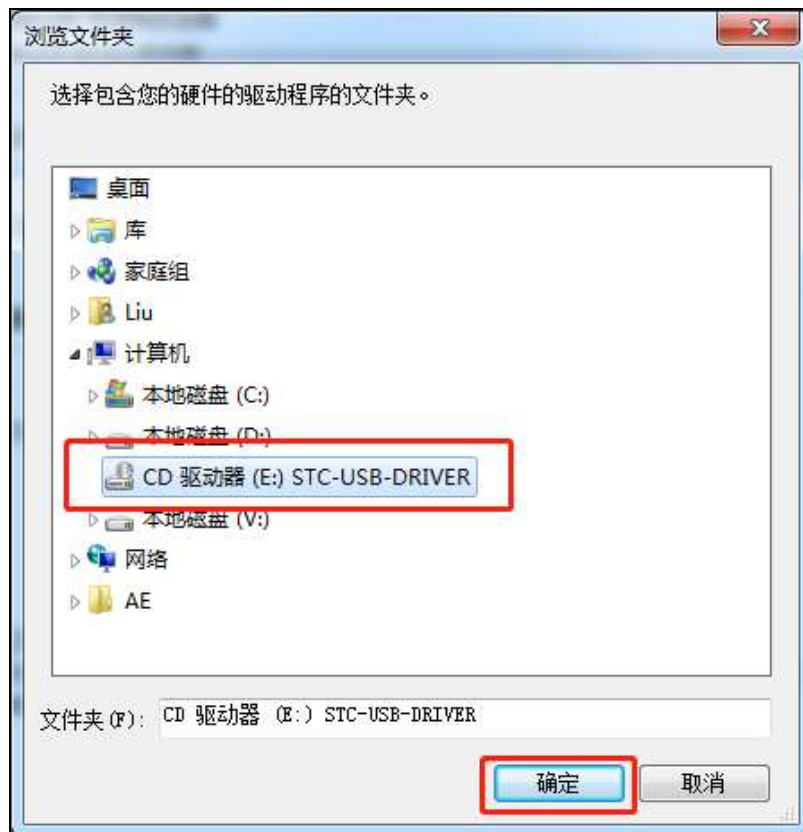 浏览文件夹
选择包含您的硬件的驱动程序的文件夹。
桌面
库
家庭组
Liu
计算机
本地磁盘 (C:)
本地磁盘 (D:)
CD 驱动器 (E:) STC-USB-DRIVER
本地磁盘 (V:)
网络
AE
文件夹(F): CD 驱动器 (E:) STC-USB-DRIVER
确定 取消